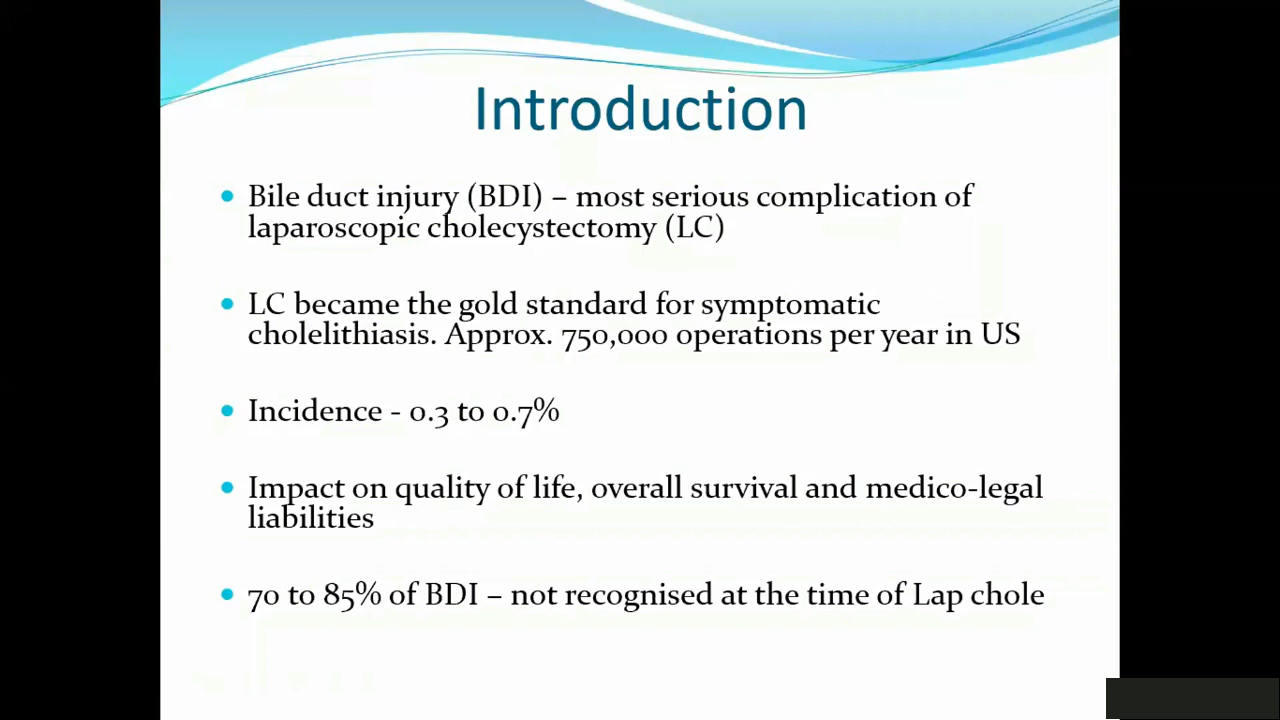 Introduction
• Bile duct injury (BDI) – most serious complication of
laparoscopic cholecystectomy (LC)
• LC became the gold standard for symptomatic
cholelithiasis. Approx. 750,000 operations per year in US
• Incidence - 0.3 to 0.7%
• Impact on quality of life, overall survival and medico-legal
liabilities
• 70 to 85% of BDI – not recognised at the time of Lap chole